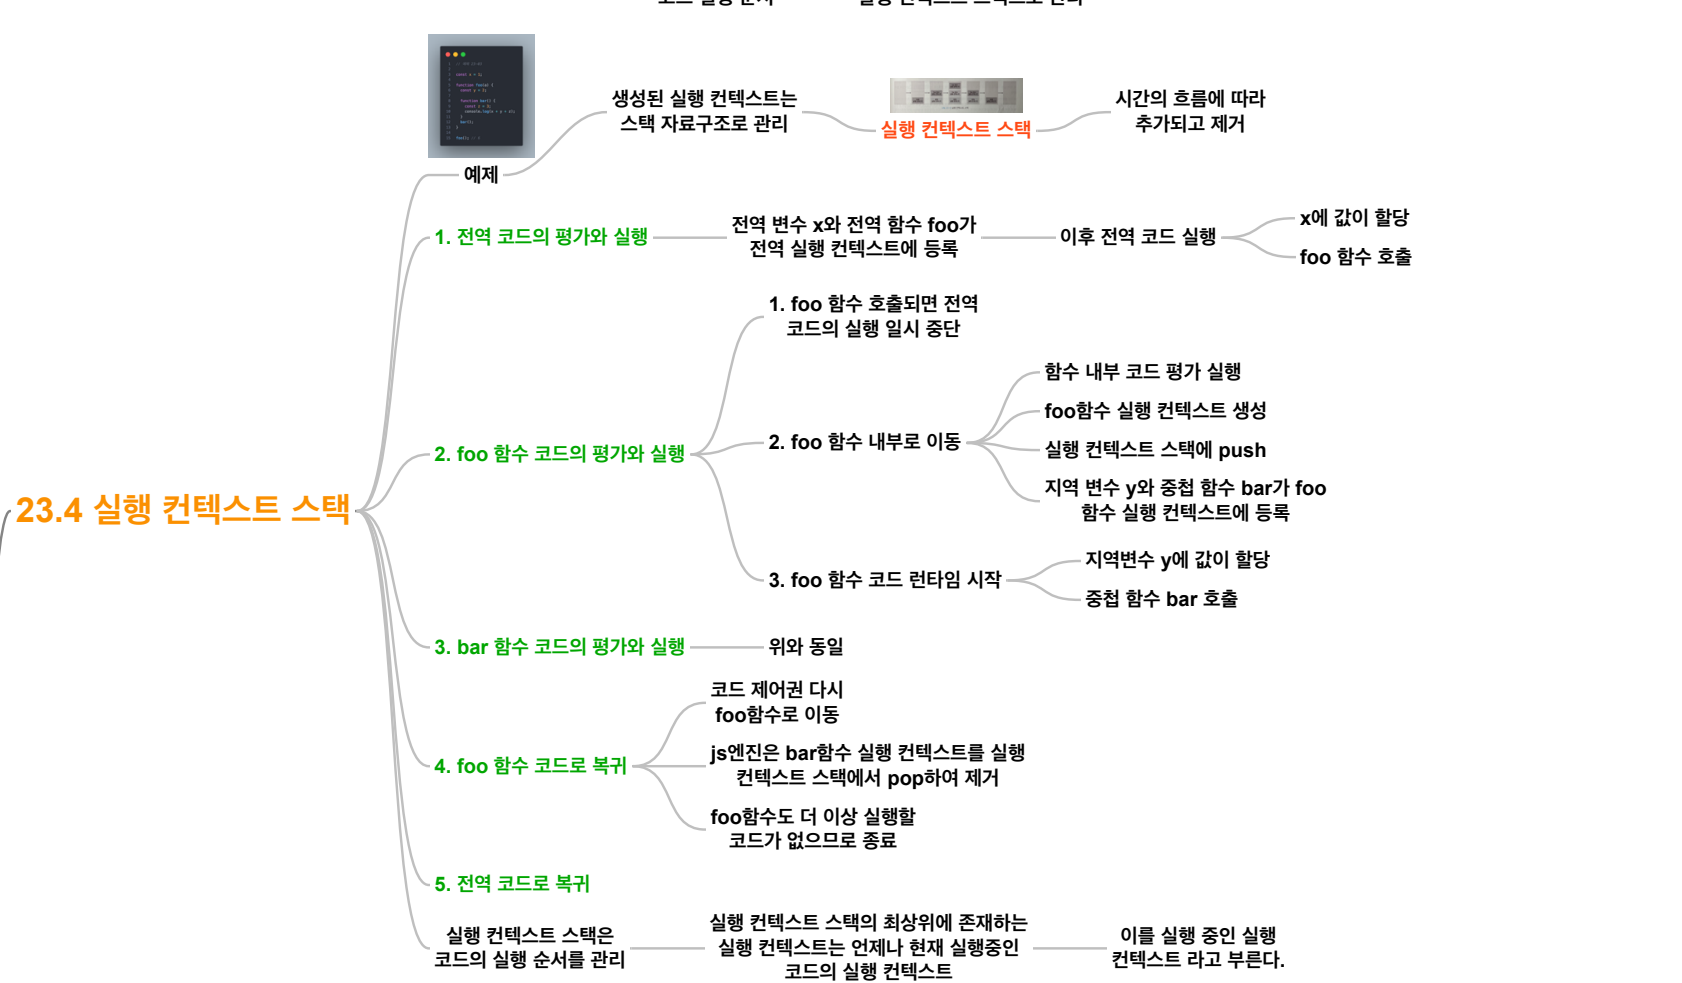 예제
생성된 실행 컨텍스트는
스택 자료구조로 관리
실행 컨텍스트 스택
시간의 흐름에 따라
추가되고 제거
1. 전역 코드의 평가와 실행
전역 변수 x와 전역 함수 foo가
전역 실행 컨텍스트에 등록
이후 전역 코드 실행
x에 값이 할당
foo 함수 호출
23.4 실행 컨텍스트 스택
2. foo 함수 코드의 평가와 실행
1. foo 함수 호출되면 전역
코드의 실행 일시 중단
2. foo 함수 내부로 이동
함수 내부 코드 평가 실행
foo함수 실행 컨텍스트 생성
실행 컨텍스트 스택에 push
지역 변수 y와 중첩 함수 bar가 foo
함수 실행 컨텍스트에 등록
3. foo 함수 코드 런타임 시작
지역변수 y에 값이 할당
중첩 함수 bar 호출
3. bar 함수 코드의 평가와 실행
위와 동일
4. foo 함수 코드로 복귀
코드 제어권 다시
foo함수로 이동
js엔진은 bar함수 실행 컨텍스트를 실행
컨텍스트 스택에서 pop하여 제거
foo함수도 더 이상 실행할
코드가 없으므로 종료
5. 전역 코드로 복귀
실행 컨텍스트 스택은
코드의 실행 순서를 관리
실행 컨텍스트 스택의 최상위에 존재하는
실행 컨텍스트는 언제나 현재 실행중인
코드의 실행 컨텍스트
이를 실행 중인 실행
컨텍스트 라고 부른다.